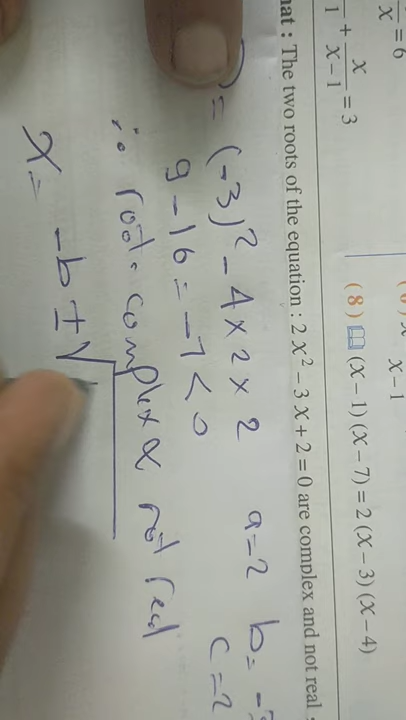 x = 6
x/x-1 = 3
x-1
(8) (x-1)(x-7) = 2(x-3)(x-4)
hat : The two roots of the equation : 2x² - 3x + 2 = 0 are complex and not real
a=2 b=-
c=2
= (-3)² - 4×2×2
9 - 16 = -7 < 0
∴ root complex & not real
x = -b ± √